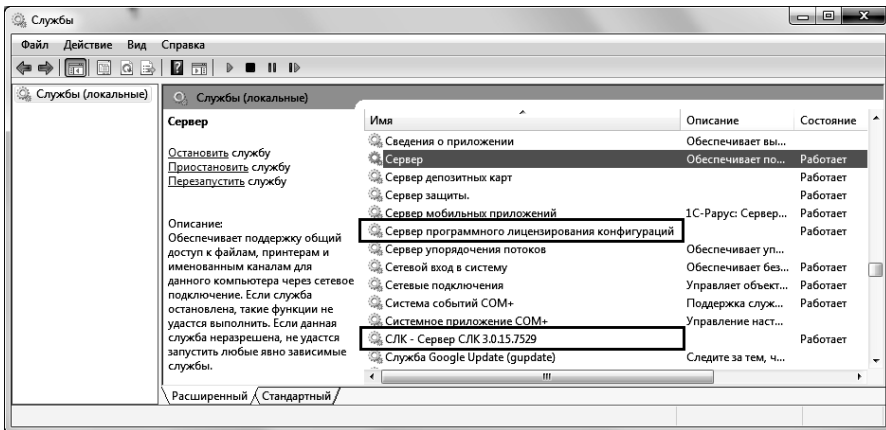 Службы
Файл Действие Вид Справка
Службы (локальные)
Службы (локальные)
Сервер
Остановить службу
Приостановить службу
Перезапустить службу
Описание:
Обеспечивает поддержку общий
доступ к файлам, принтерам и
именованным каналам для
данного компьютера через сетевое
подключение. Если служба
остановлена, такие функции не
удастся выполнить. Если данная
служба неразрешена, не удастся
запустить любые явно зависимые
службы.
Имя Описание Состояние
Сведения о приложении Обеспечивает вы...
Сервер Обеспечивает по... Работает
Сервер депозитных карт Работает
Сервер защиты. Работает
Сервер мобильных приложений 1С-Рарус: Сервер... Работает
Сервер программного лицензирования конфигураций Работает
Сервер упорядочения потоков Обеспечивает уп...
Сетевой вход в систему Обеспечивает без... Работает
Сетевые подключения Управляет объект... Работает
Система событий COM+ Поддержка служ... Работает
Системное приложение COM+ Управление наст...
СЛК - Сервер СЛК 3.0.15.7529 Работает
Служба Google Update (gupdate) Следите за тем, ч...
Расширенный Стандартный